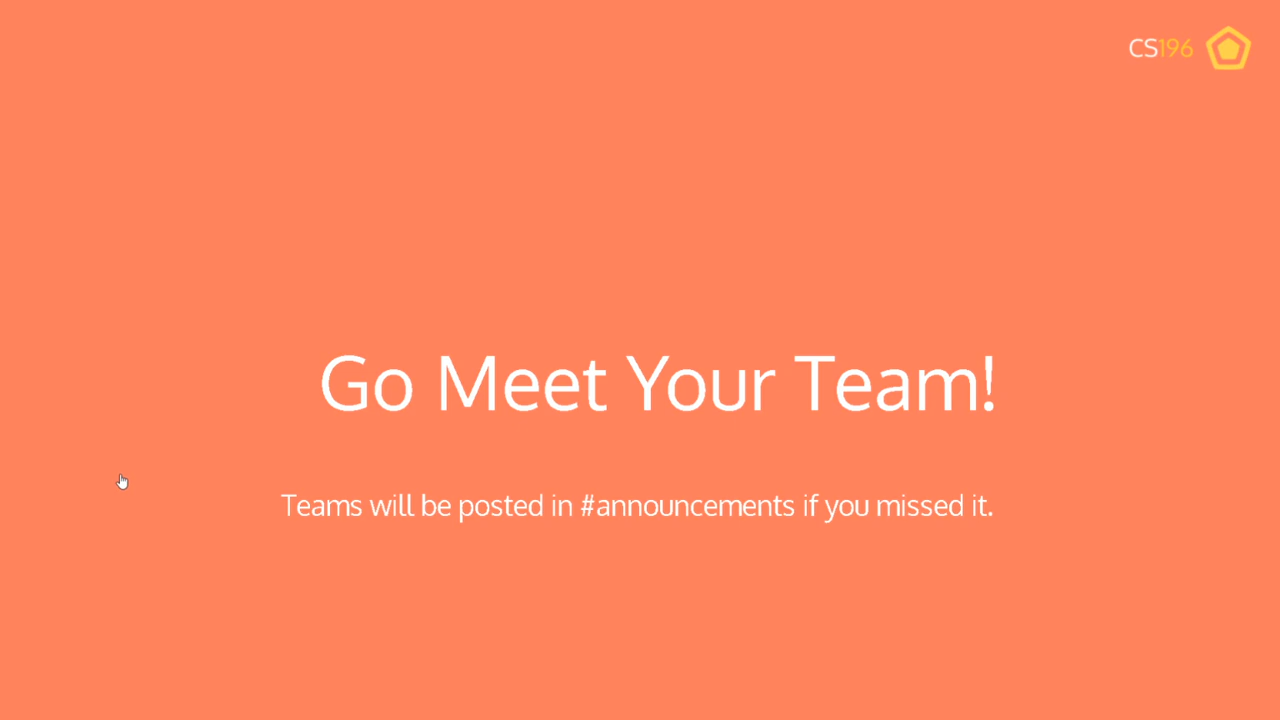 CS196
Go Meet Your Team!
Teams will be posted in #announcements if you missed it.